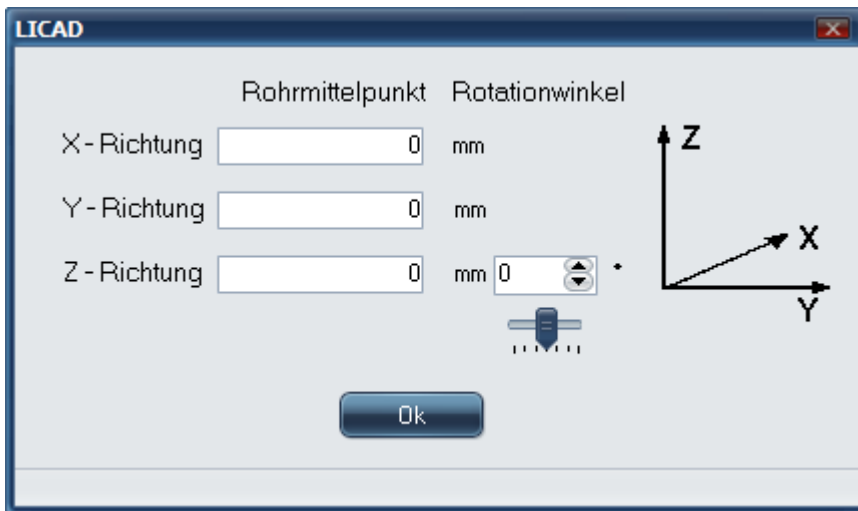 LICAD
Rohrmittelpunkt Rotationwinkel
X - Richtung 0 mm
Y - Richtung 0 mm
Z - Richtung 0 mm 0 °
Z
X
Y
Ok